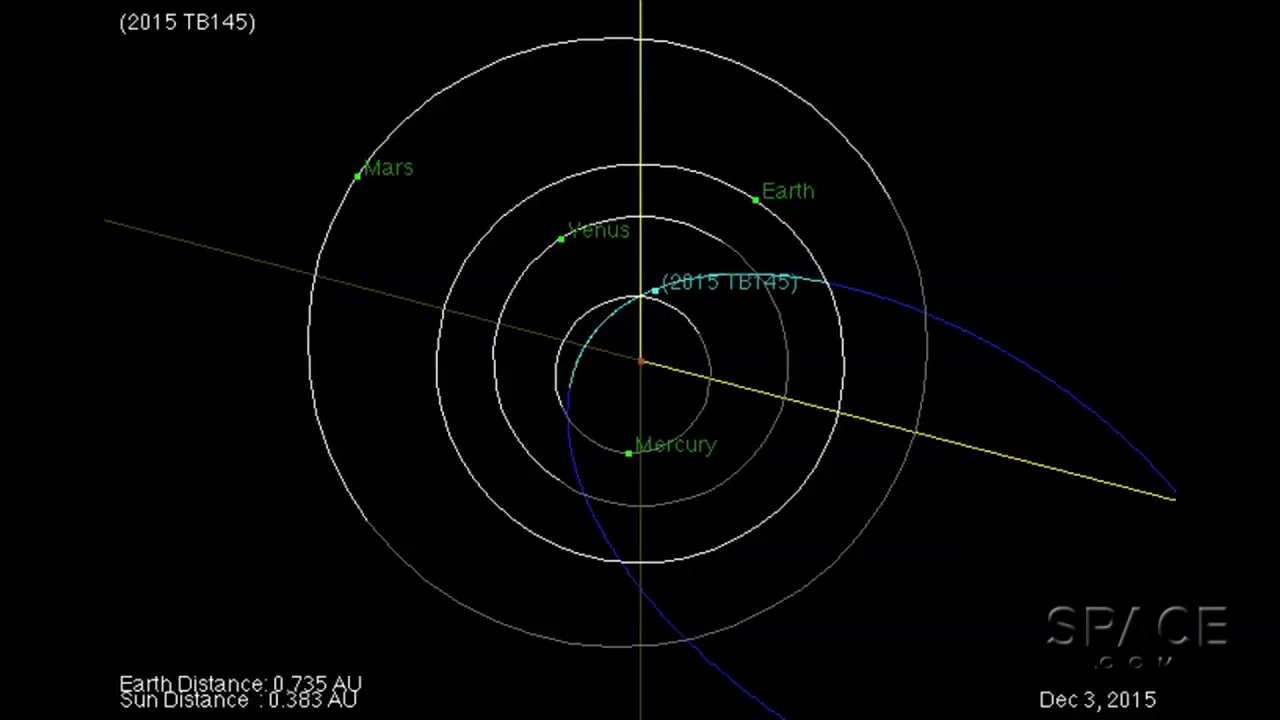 (2015 TB145)
Mars
Earth
Venus
(2015 TB145)
Mercury
SPACE
.COM
Earth Distance: 0.735 AU
Sun Distance : 0.383 AU
Dec 3, 2015